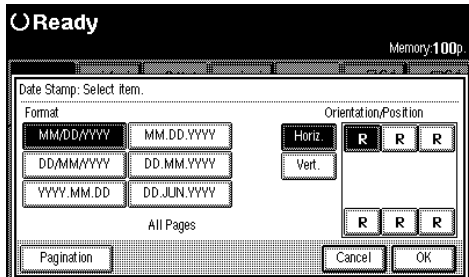 Ready
Memory:100p.
Date Stamp: Select item.
Format
Orientation/Position
MM/DD/YYYY MM.DD.YYYY Horiz. R R R
DD/MM/YYYY DD.MM.YYYY Vert.
YYYY.MM.DD DD.JUN.YYYY
All Pages R R R
Pagination Cancel OK